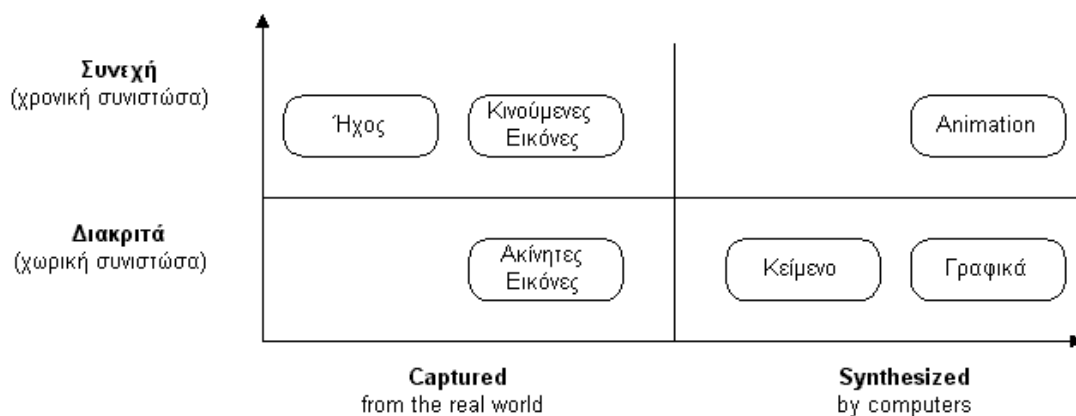 Συνεχή
(χρονική συνιστώσα)
Ήχος
Κινούμενες
Εικόνες
Animation
Διακριτά
(χωρική συνιστώσα)
Ακίνητες
Εικόνες
Κείμενο
Γραφικά
Captured
from the real world
Synthesized
by computers